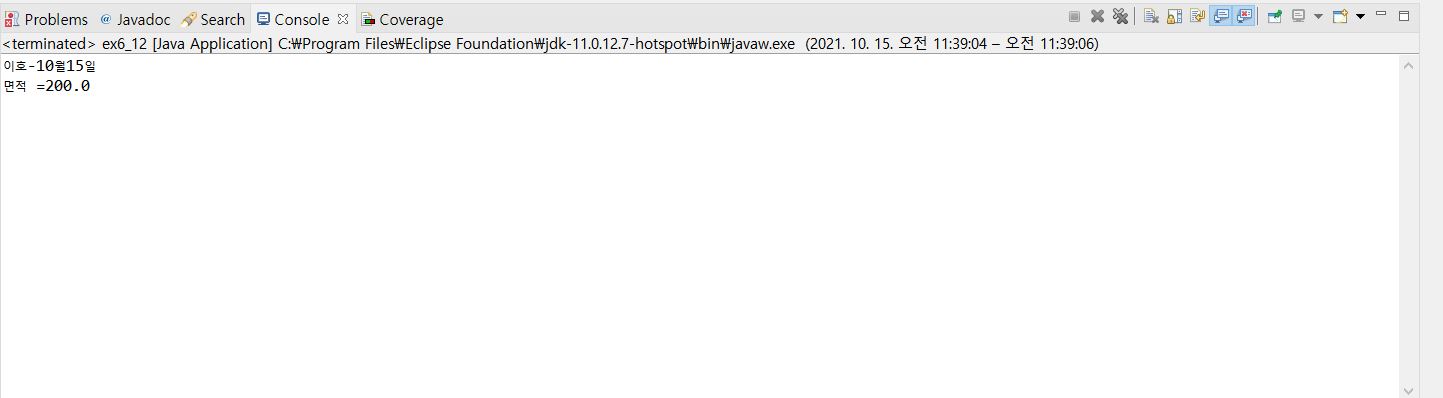 Problems Javadoc Search Console Coverage
<terminated> ex6_12 [Java Application] C:₩Program Files₩Eclipse Foundation₩jdk-11.0.12.7-hotspot₩bin₩javaw.exe (2021. 10. 15. 오전 11:39:04 – 오전 11:39:06)
이호-10월15일
면적 =200.0